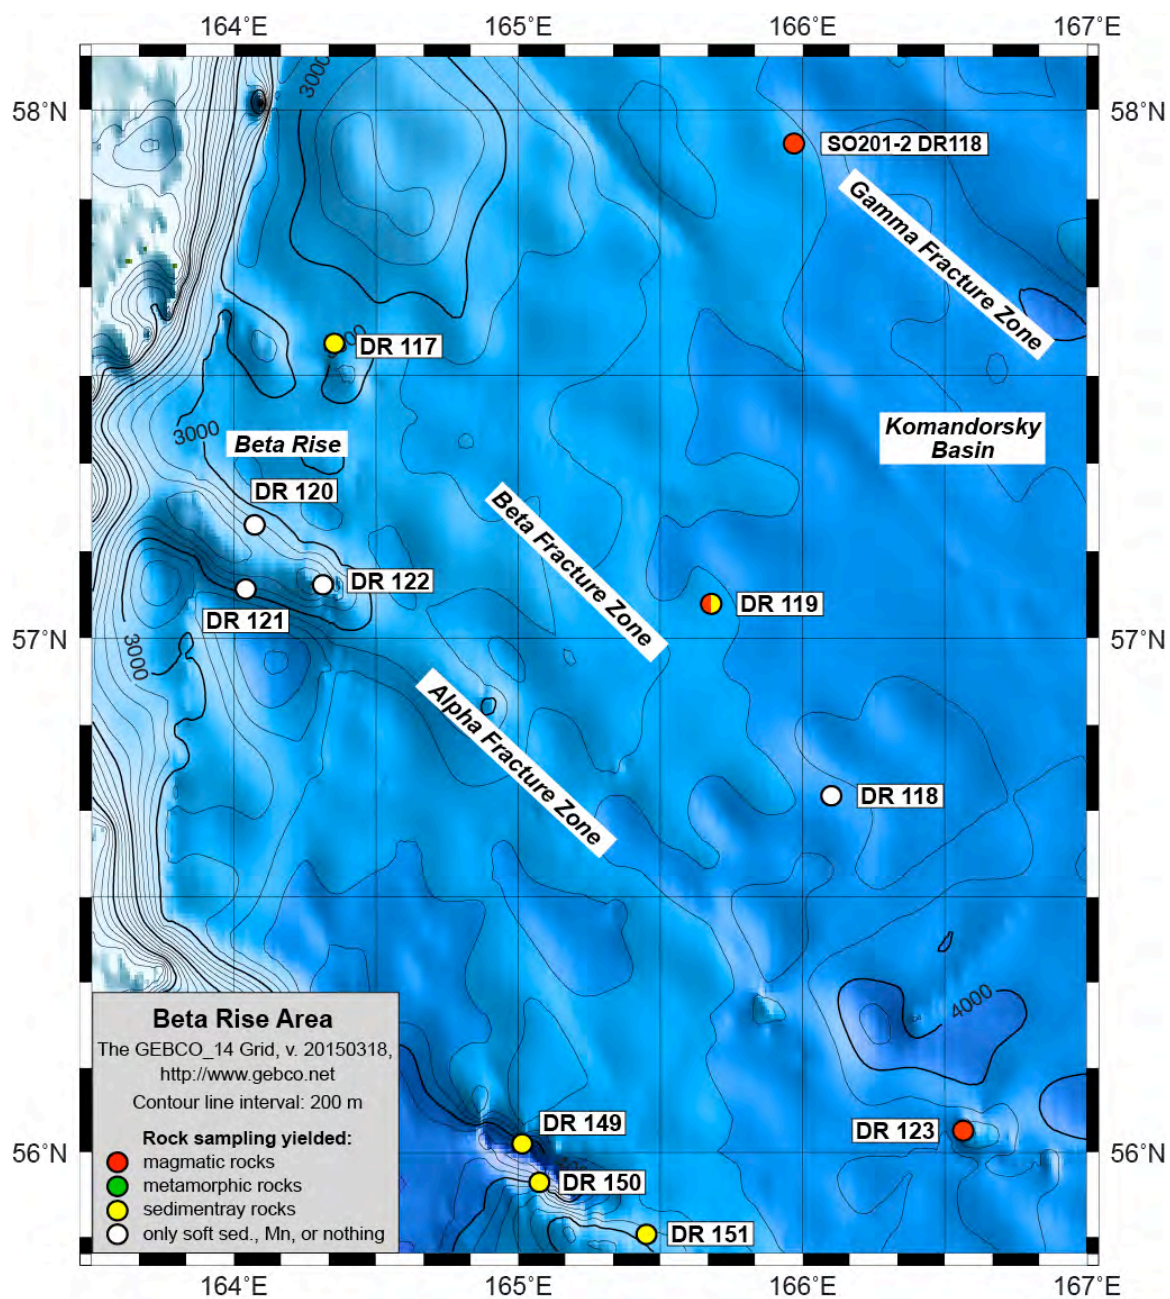 164°E 165°E 166°E 167°E
3000
58°N 58°N
SO201-2 DR118
Gamma Fracture Zone
DR 117
3000
Beta Rise
Komandorsky
Basin
DR 120
Beta Fracture Zone
DR 122
DR 119
DR 121
57°N 57°N
3000
Alpha Fracture Zone
DR 118
4000
Beta Rise Area
The GEBCO_14 Grid, v. 20150318,
http://www.gebco.net
Contour line interval: 200 m
Rock sampling yielded:
magmatic rocks
metamorphic rocks
sedimentray rocks
only soft sed., Mn, or nothing
DR 149
DR 123
56°N 56°N
DR 150
DR 151
164°E 165°E 166°E 167°E